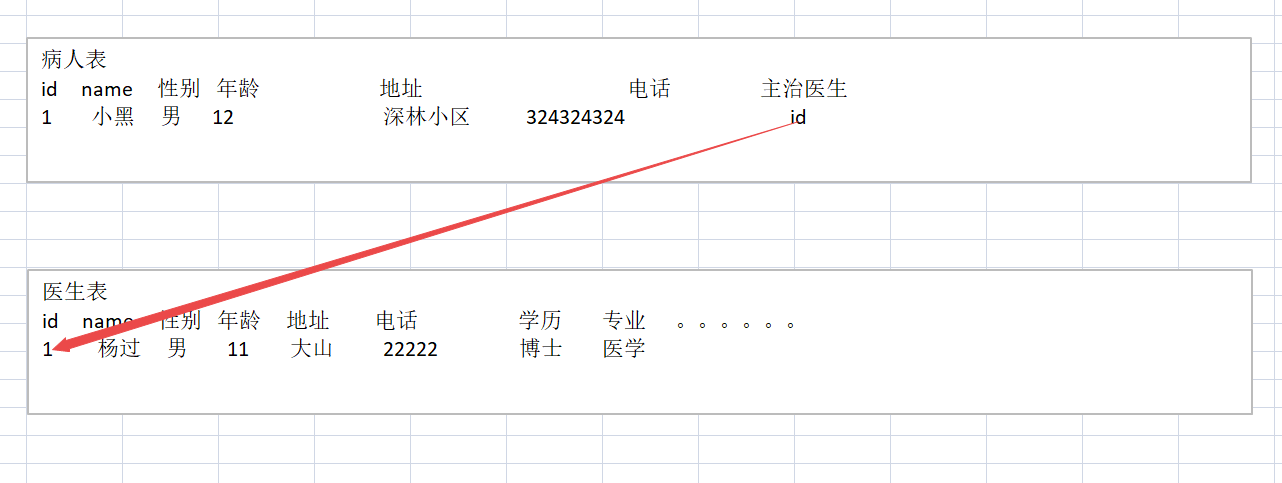 病人表
id name 性别 年龄 地址 电话 主治医生
1 小黑 男 12 深林小区 324324324 id
医生表
id name 性别 年龄 地址 电话 学历 专业 。。。。。。
1 杨过 男 11 大山 22222 博士 医学